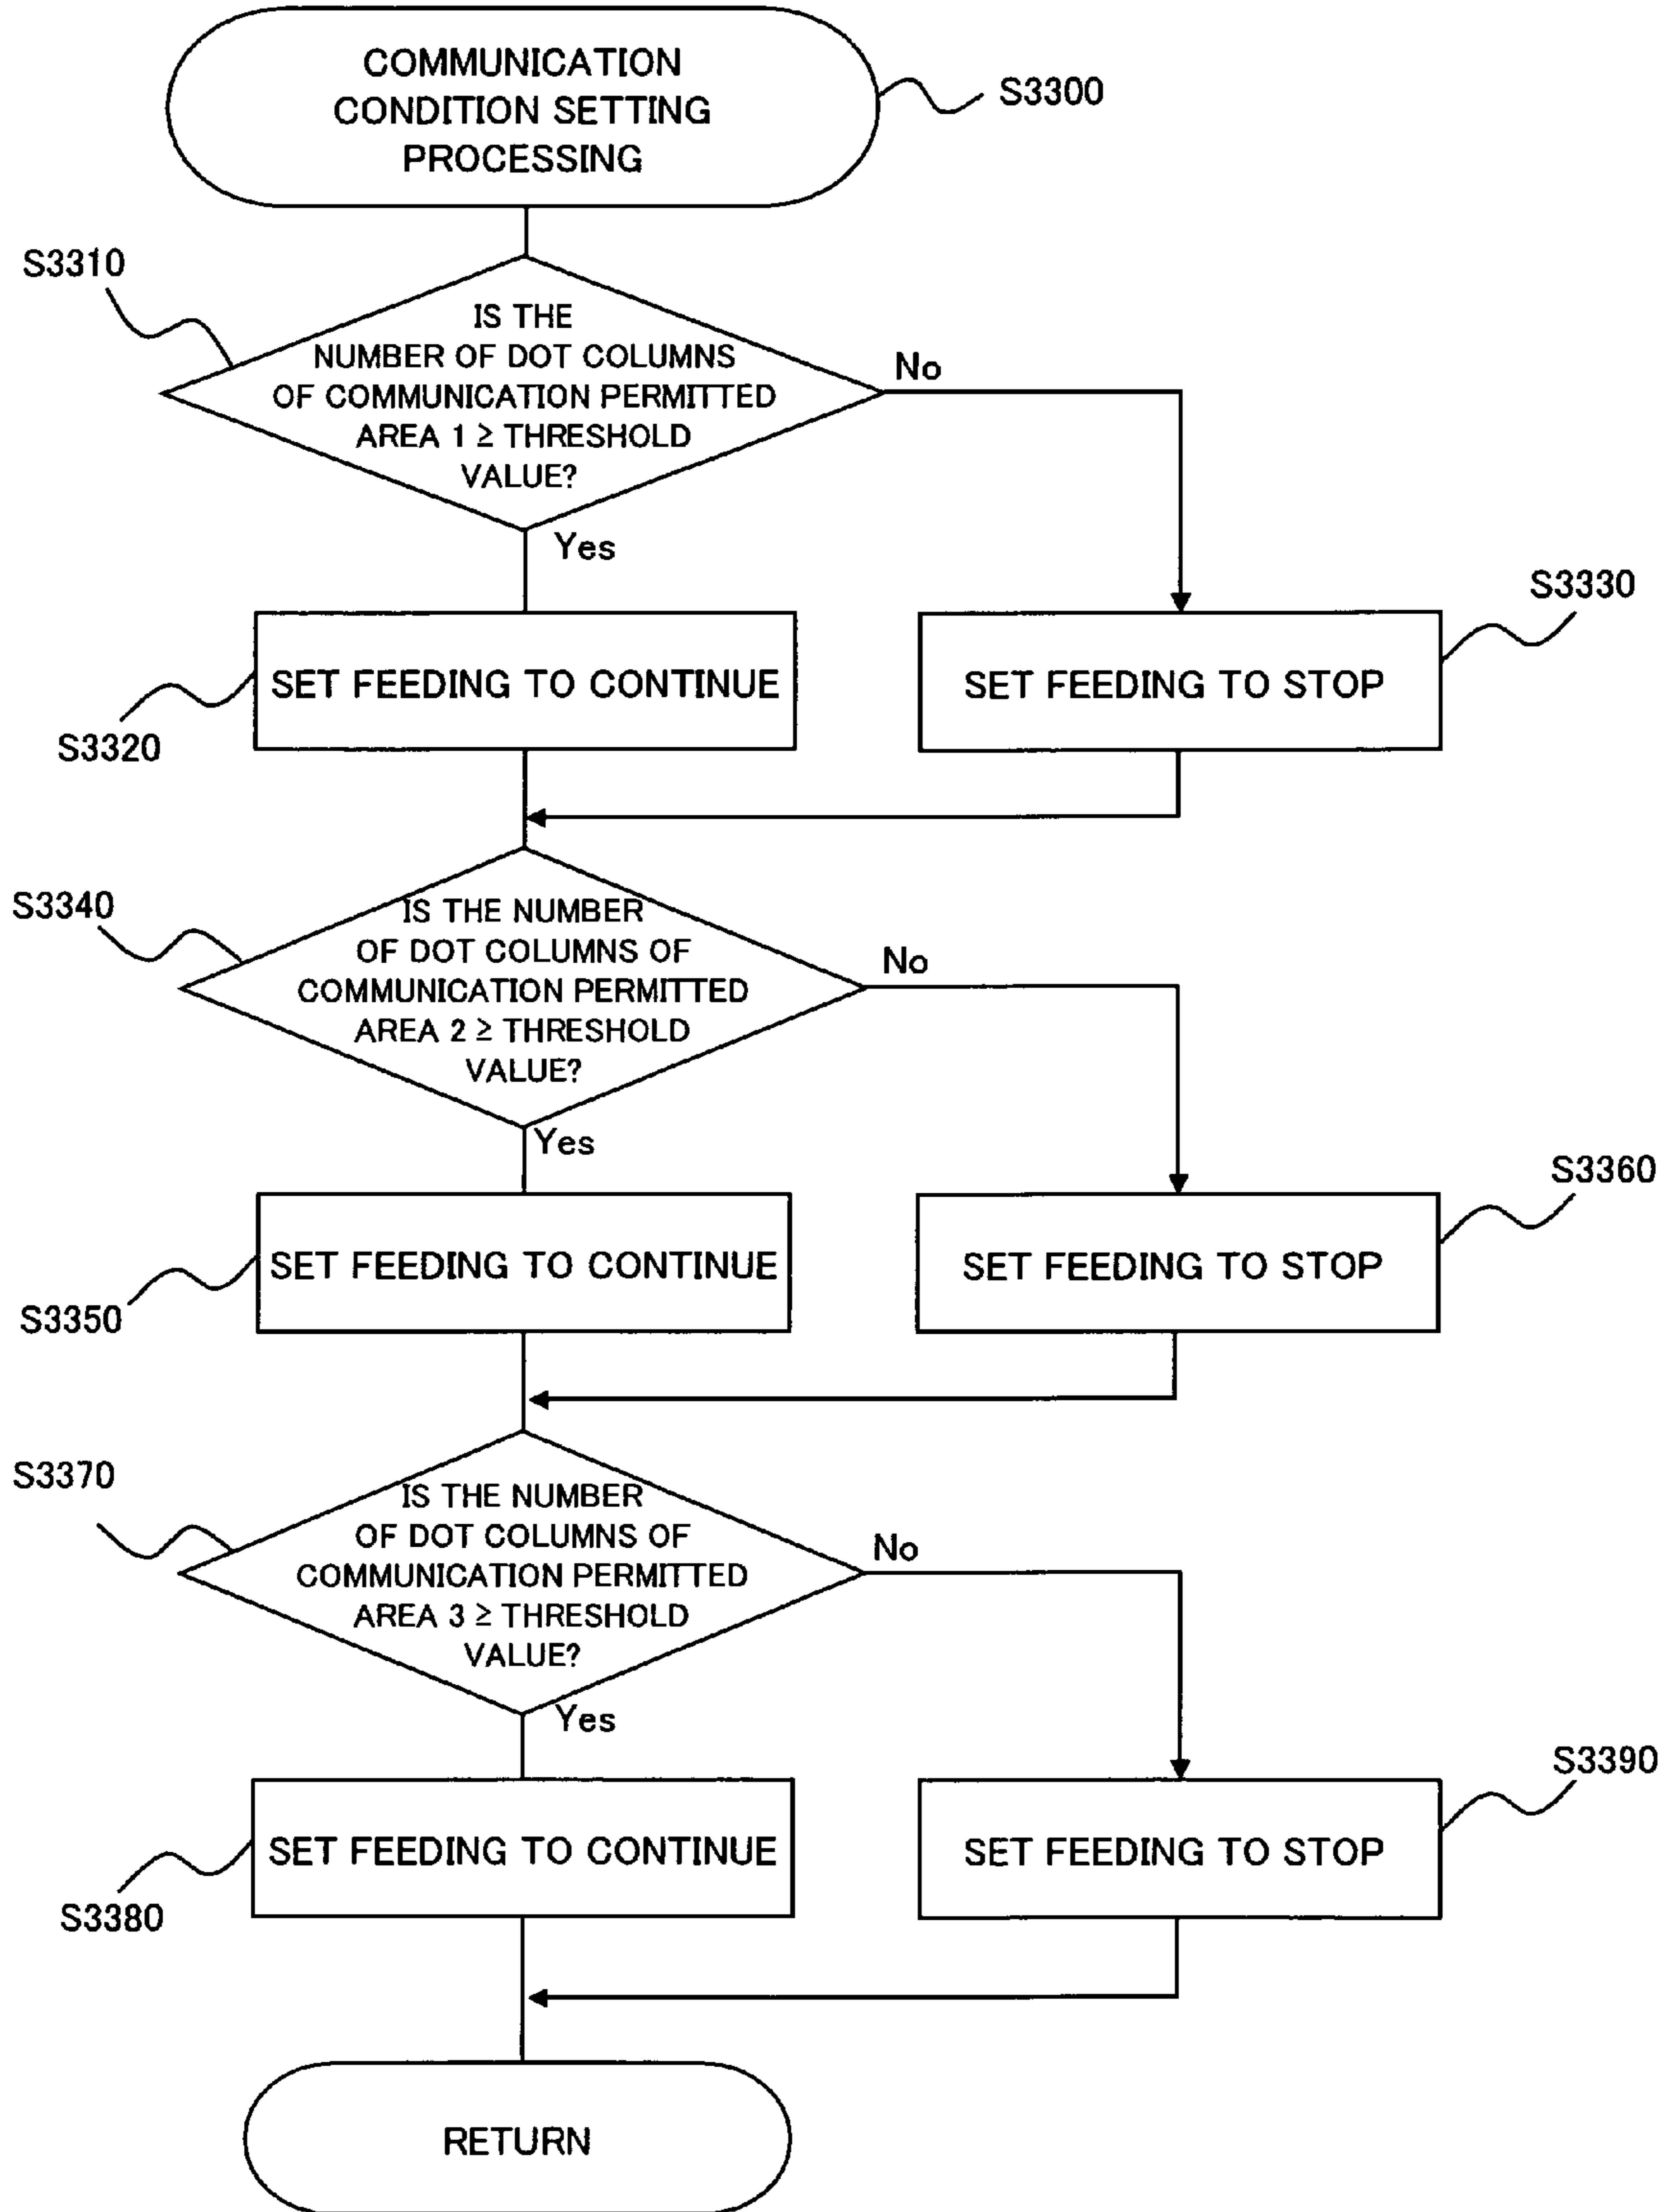 COMMUNICATION
CONDITION SETTING
PROCESSING
S3300
S3310
IS THE
NUMBER OF DOT COLUMNS
OF COMMUNICATION PERMITTED
AREA 1 ≥ THRESHOLD
VALUE?
No
Yes
S3330
SET FEEDING TO CONTINUE
SET FEEDING TO STOP
S3320
S3340
IS THE NUMBER
OF DOT COLUMNS OF
COMMUNICATION PERMITTED
AREA 2 ≥ THRESHOLD
VALUE?
No
Yes
S3360
SET FEEDING TO CONTINUE
SET FEEDING TO STOP
S3350
S3370
IS THE NUMBER
OF DOT COLUMNS OF
COMMUNICATION PERMITTED
AREA 3 ≥ THRESHOLD
VALUE?
No
Yes
S3390
SET FEEDING TO CONTINUE
SET FEEDING TO STOP
S3380
RETURN